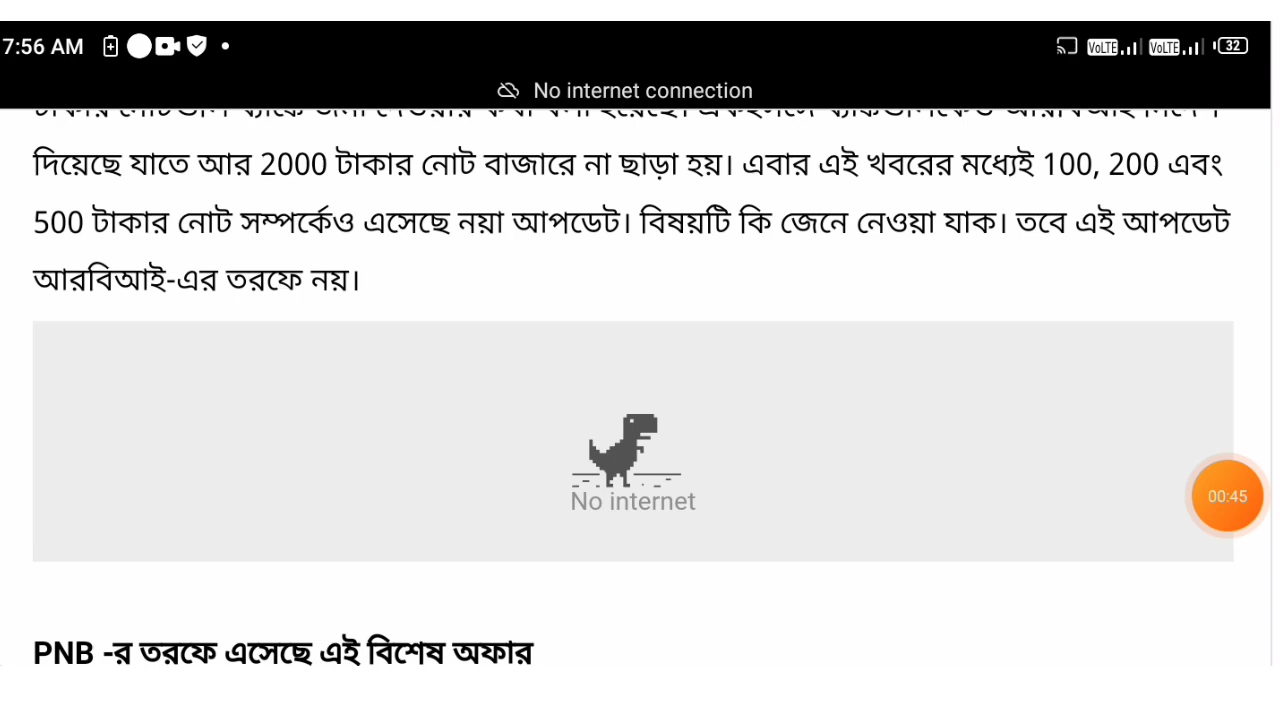 7:56 AM
VoLTE VoLTE 32
No internet connection
দিয়েছে যাতে আর 2000 টাকার নোট বাজারে না ছাড়া হয়। এবার এই খবরের মধ্যেই 100, 200 এবং
500 টাকার নোট সম্পর্কেও এসেছে নয়া আপডেট। বিষয়টি কি জেনে নেওয়া যাক। তবে এই আপডেট
আরবিআই-এর তরফে নয়।
No internet
00:45
PNB -র তরফে এসেছে এই বিশেষ অফার